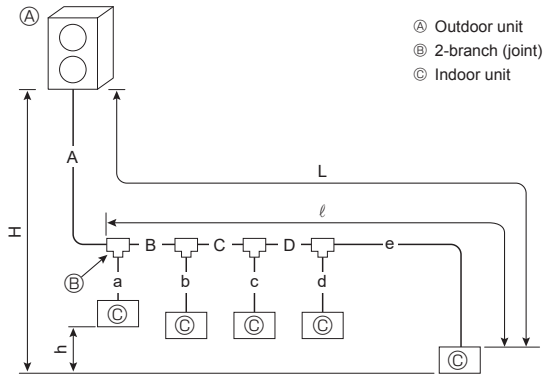 Ⓐ
Ⓐ Outdoor unit
Ⓑ 2-branch (joint)
Ⓒ Indoor unit
A
L
H
ℓ
B C D e
Ⓑ a b c d
Ⓒ Ⓒ Ⓒ Ⓒ
h
Ⓒ